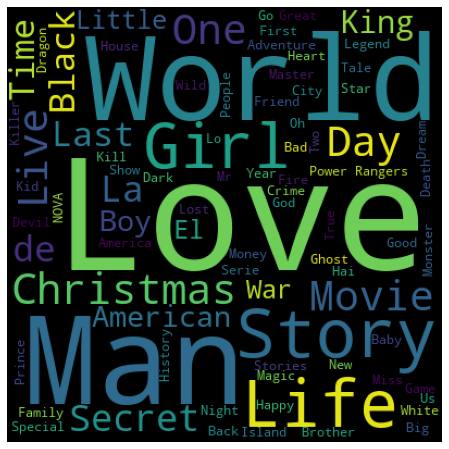 Little
One
Go
Great
King
First
Time
Dragon
Black
House
World
Adventure
Heart
Legend
Master
Tale
Wild
People
Friend
City
Star
Killer
Live
Last
Girl
Oh
Day
Two
Dream
Kill
Lo
Bad
Show
Dark
Mr
Year
Fire
Power Rangers
Death
Kid
La
Love
Crime
God
NOVA
Boy
Lost
True
Devil
El
Good
Monster
de
America
Money
Ghost
Serie
Hai
Christmas
War
Movie
American
Man
Story
Baby
Prince
History
Stories
New
Magic
Miss
Game
Life
Family
Secret
Night
Happy
Us
White
Special
Back
Island
Brother
Big